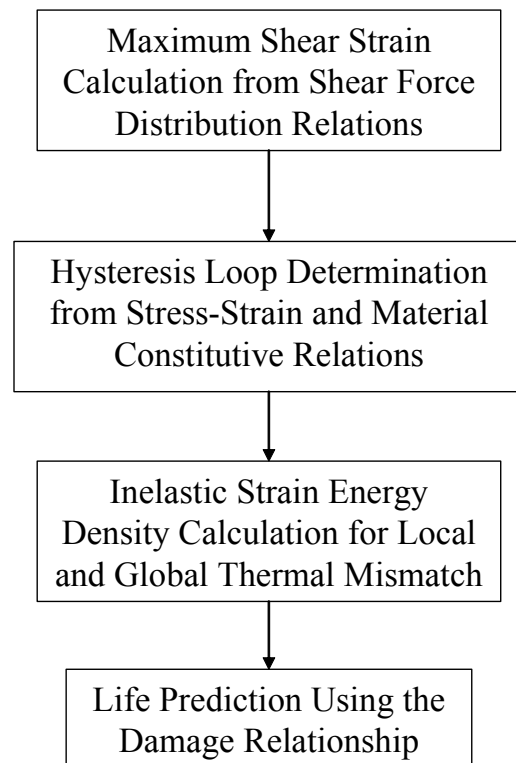 Maximum Shear Strain
Calculation from Shear Force
Distribution Relations
Hysteresis Loop Determination
from Stress-Strain and Material
Constitutive Relations
Inelastic Strain Energy
Density Calculation for Local
and Global Thermal Mismatch
Life Prediction Using the
Damage Relationship